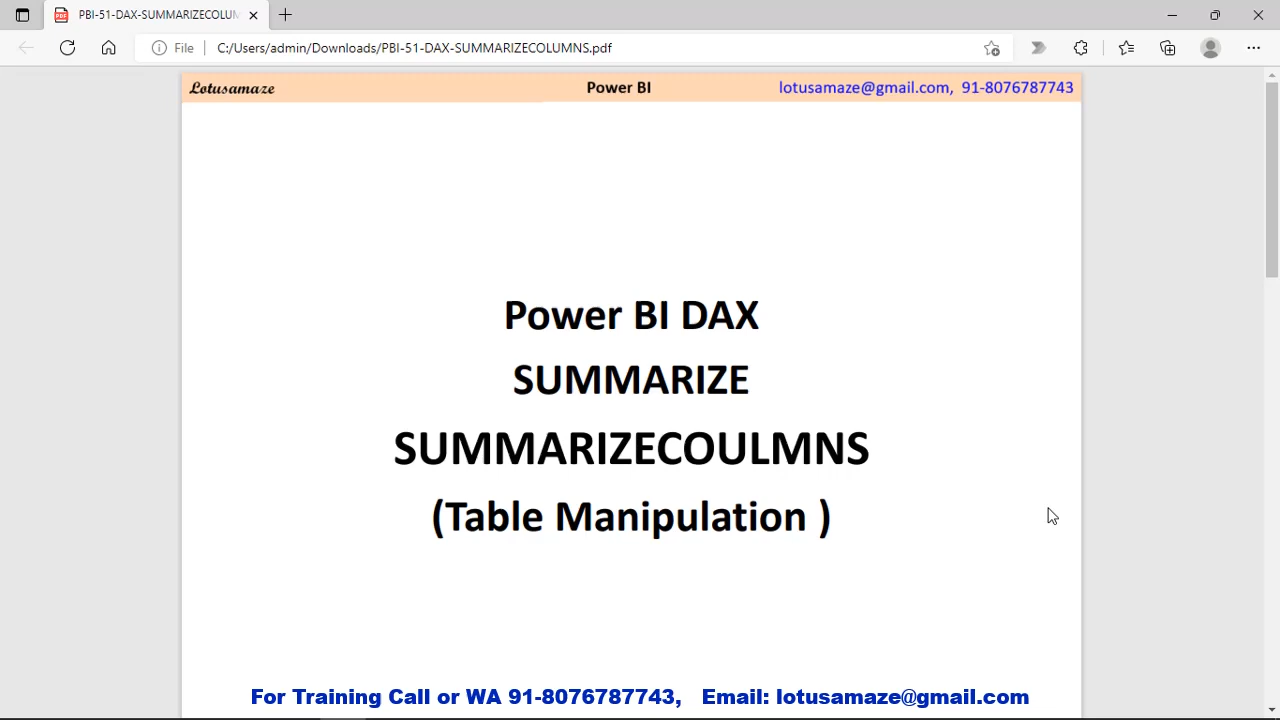 PBI-51-DAX-SUMMARIZECOLUM
File
C:/Users/admin/Downloads/PBI-51-DAX-SUMMARIZECOLUMNS.pdf
Lotusamaze
Power BI
lotusamaze@gmail.com, 91-8076787743
Power BI DAX
SUMMARIZE
SUMMARIZECOULMNS
(Table Manipulation )
For Training Call or WA 91-8076787743, Email: lotusamaze@gmail.com